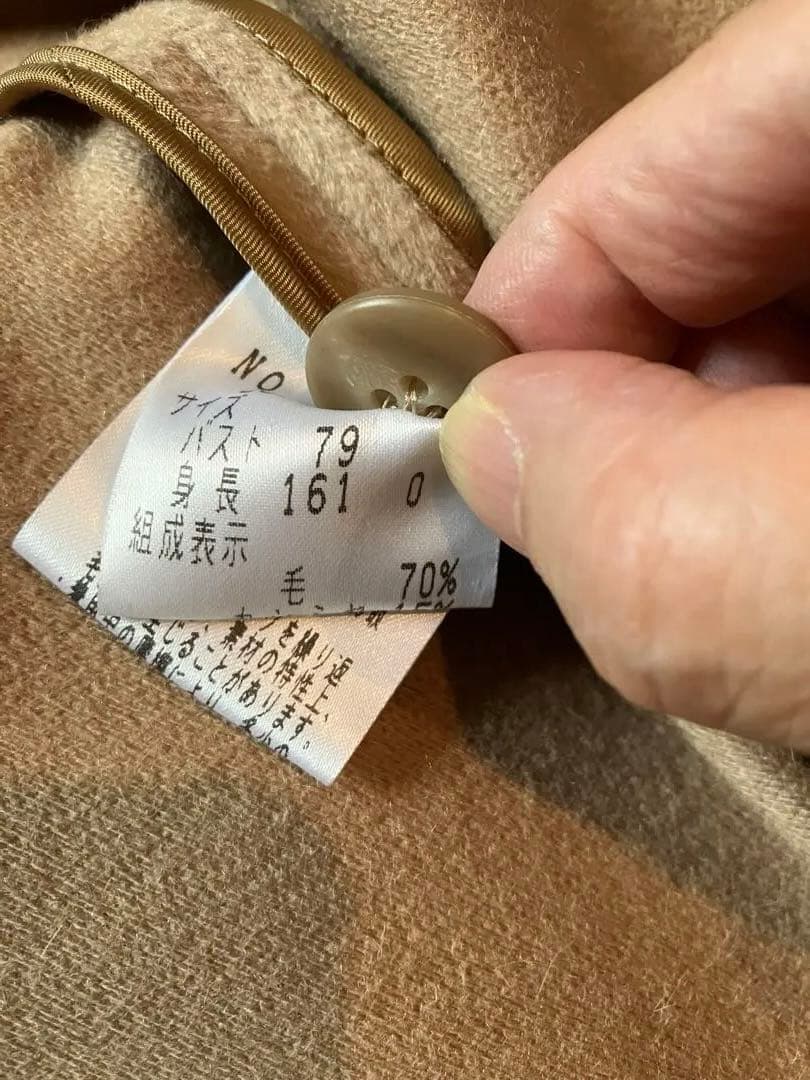 NO
サイズ
バスト 79
身長 161 0
組成表示
毛 70%
を繰り返
素材の特性上、
生じることがあります。